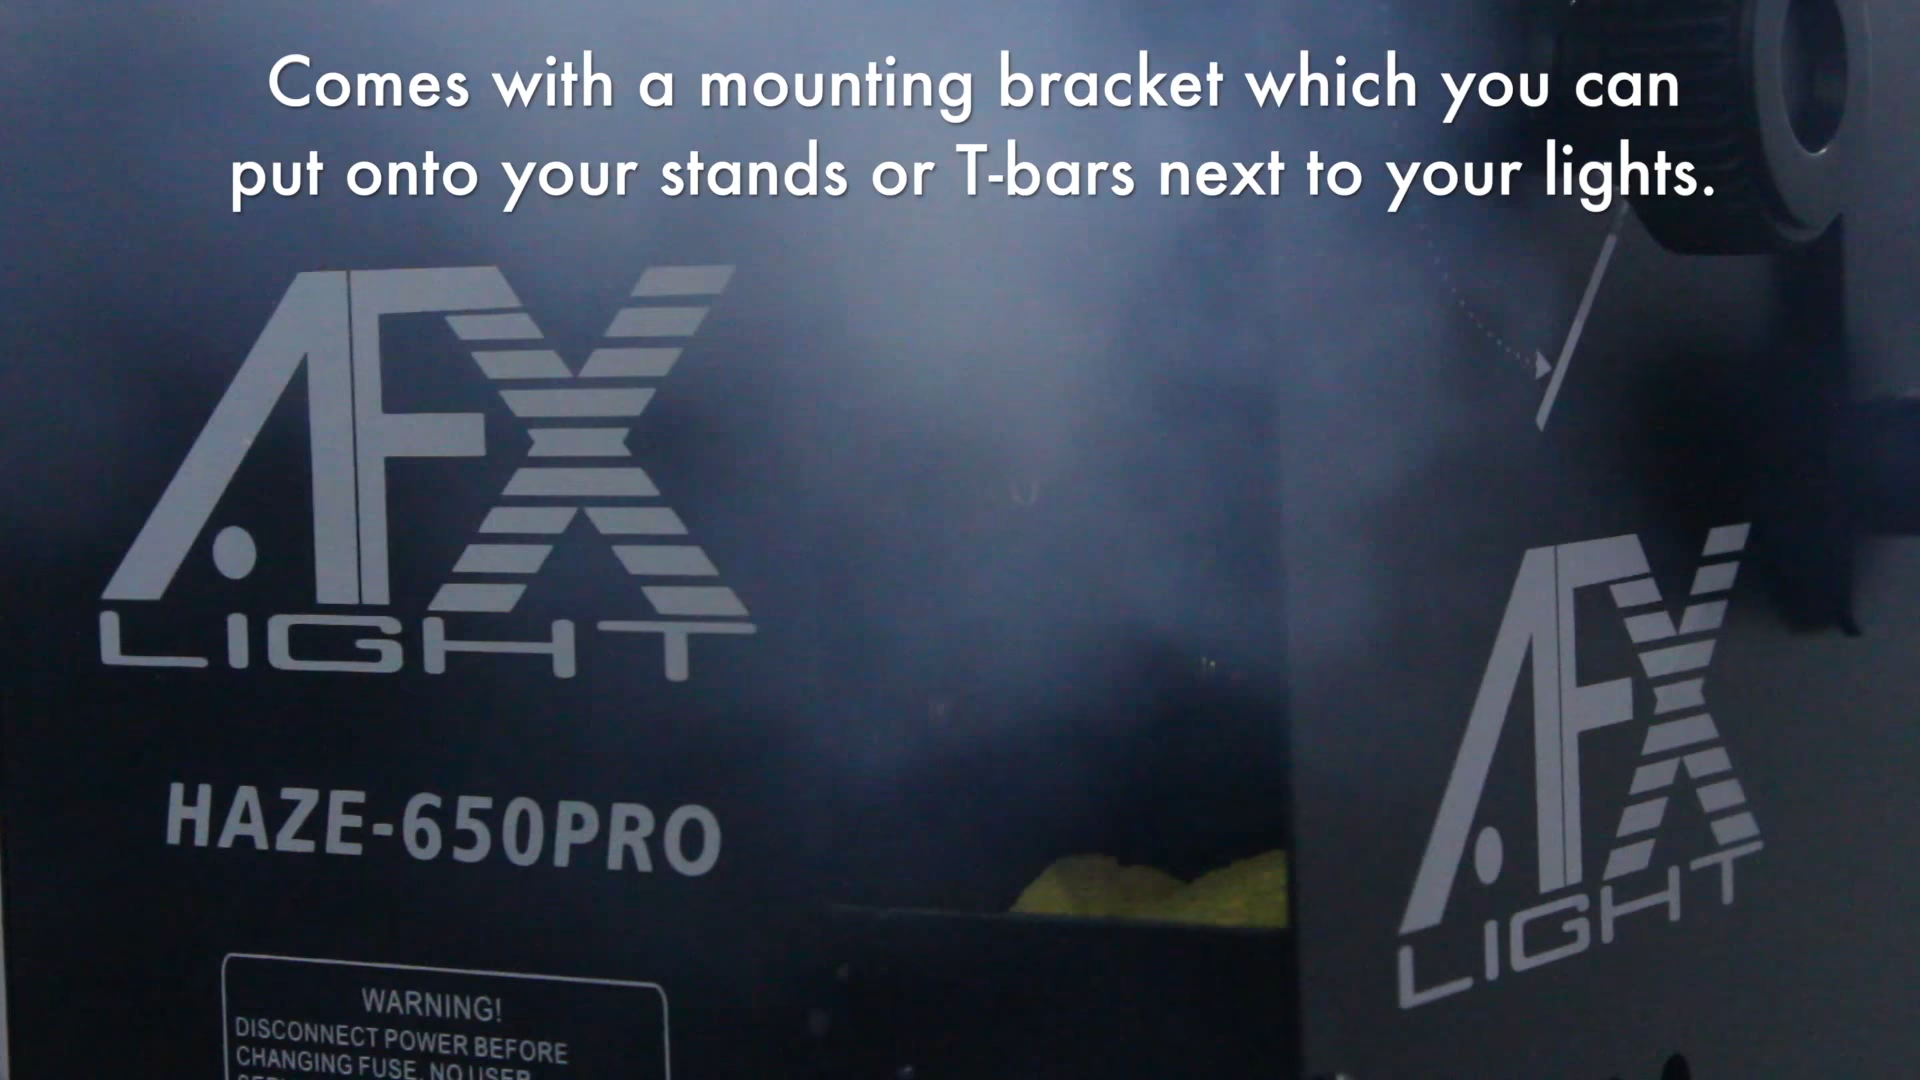 Comes with a mounting bracket which you can
put onto your stands or T-bars next to your lights.
AFX
LIGHT
HAZE-650PRO
WARNING!
DISCONNECT POWER BEFORE
CHANGING FUSE. NO USER
AFX
LIGHT